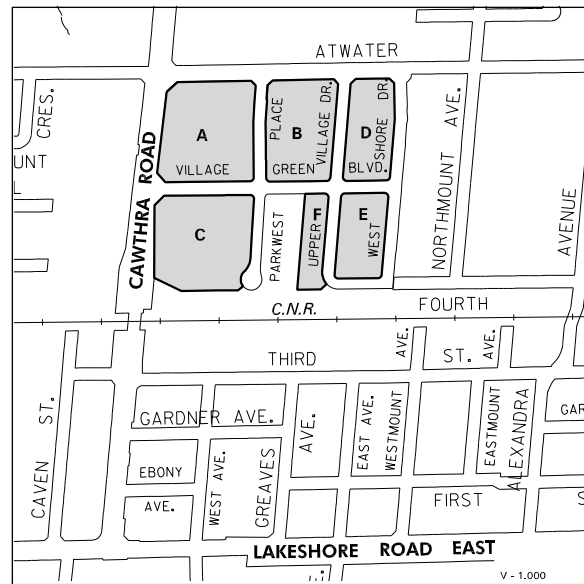 ATWATER
CRES.
UNT
CAWTHRA ROAD
A
VILLAGE
PLACE
B
GREEN
VILLAGE DR.
D
SHORE DR.
BLVD.
NORTHMOUNT AVE.
AVENUE
C
PARKWEST
F
UPPER
E
WEST
C.N.R.
FOURTH
THIRD
AVE.
ST.
AVE.
GARDNER AVE.
GAR
CAVEN ST.
EBONY
AVE.
WEST AVE.
GREAVES
AVE.
EAST AVE.
WESTMOUNT
EASTMOUNT
ALEXANDRA
FIRST
S
LAKESHORE ROAD EAST
V - 1.000